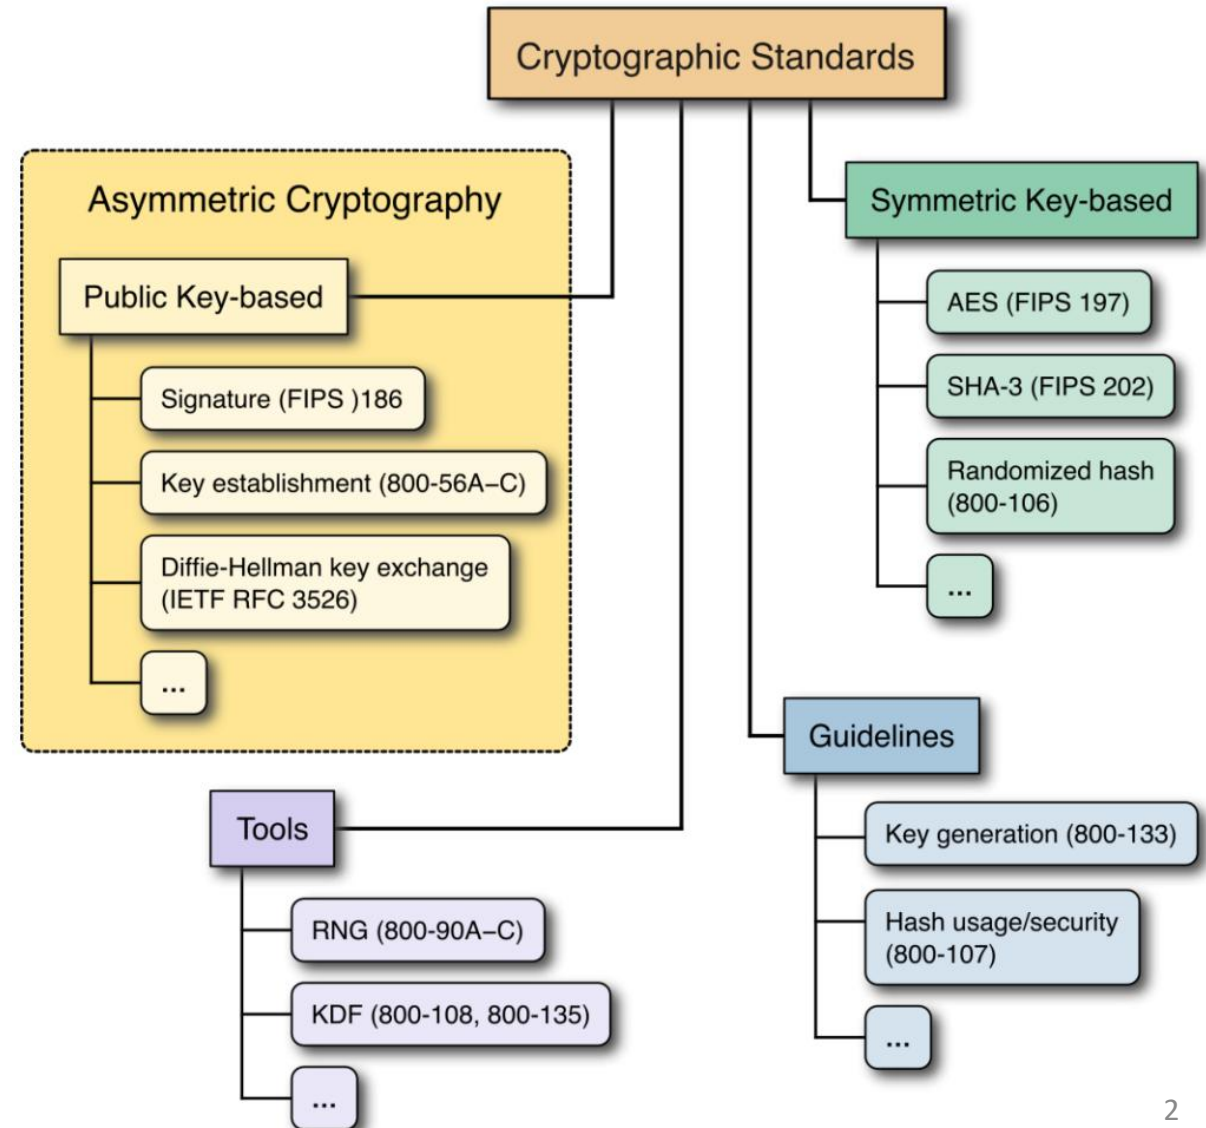 Cryptographic Standards
Asymmetric Cryptography
Public Key-based
Signature (FIPS )186
Key establishment (800-56A–C)
Diffie-Hellman key exchange
(IETF RFC 3526)
...
Symmetric Key-based
AES (FIPS 197)
SHA-3 (FIPS 202)
Randomized hash
(800-106)
...
Tools
RNG (800-90A–C)
KDF (800-108, 800-135)
...
Guidelines
Key generation (800-133)
Hash usage/security
(800-107)
...
2